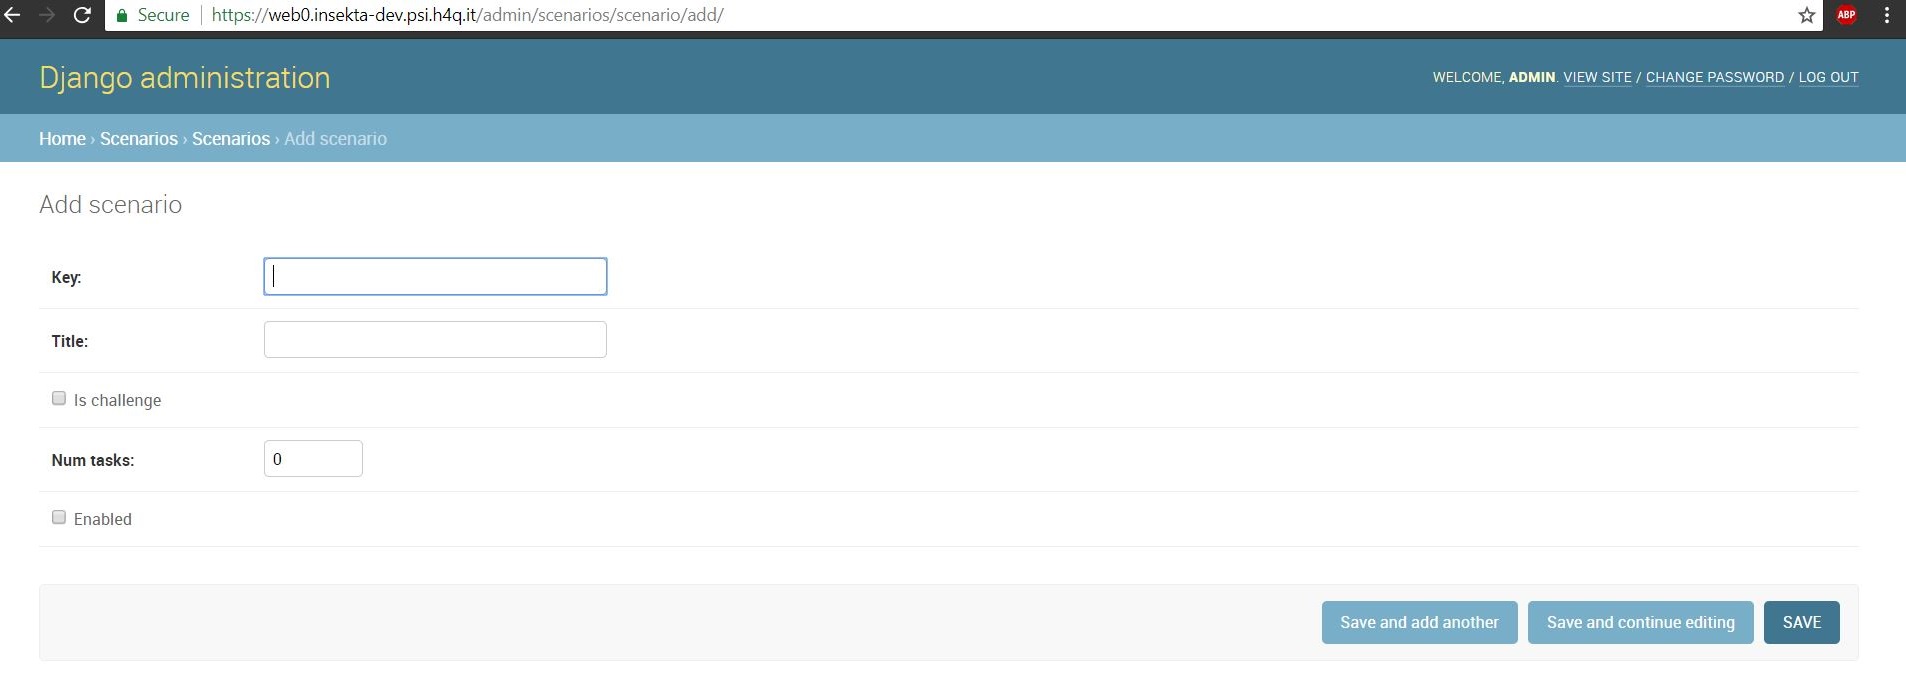 Secure https://web0.insekta-dev.psi.h4q.it/admin/scenarios/scenario/add/ ABP
Django administration
WELCOME, ADMIN. VIEW SITE / CHANGE PASSWORD / LOG OUT
Home › Scenarios › Scenarios › Add scenario
Add scenario
Key:
Title:
Is challenge
Num tasks: 0
Enabled
Save and add another Save and continue editing SAVE